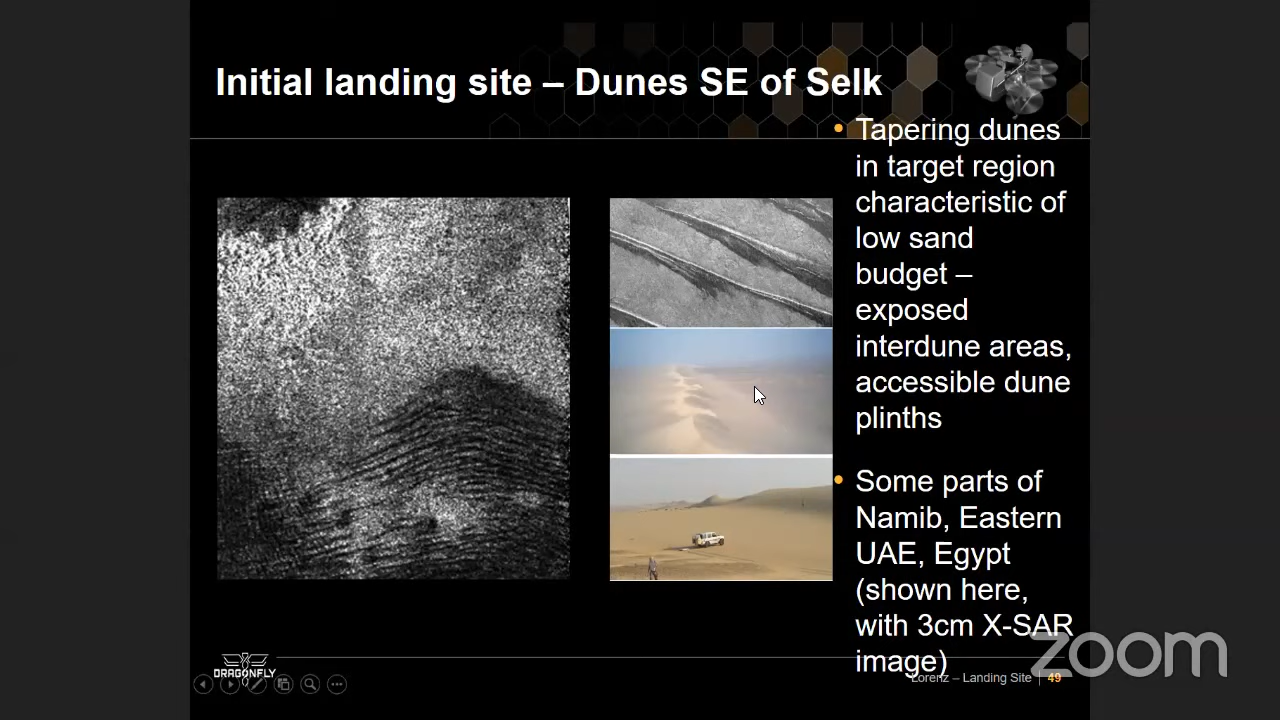 Initial landing site – Dunes SE of Selk
• Tapering dunes
in target region
characteristic of
low sand
budget –
exposed
interdune areas,
accessible dune
plinths
• Some parts of
Namib, Eastern
UAE, Egypt
(shown here,
with 3cm X-SAR
image)
DRAGONFLY
Lorenz – Landing Site | 49
zoom